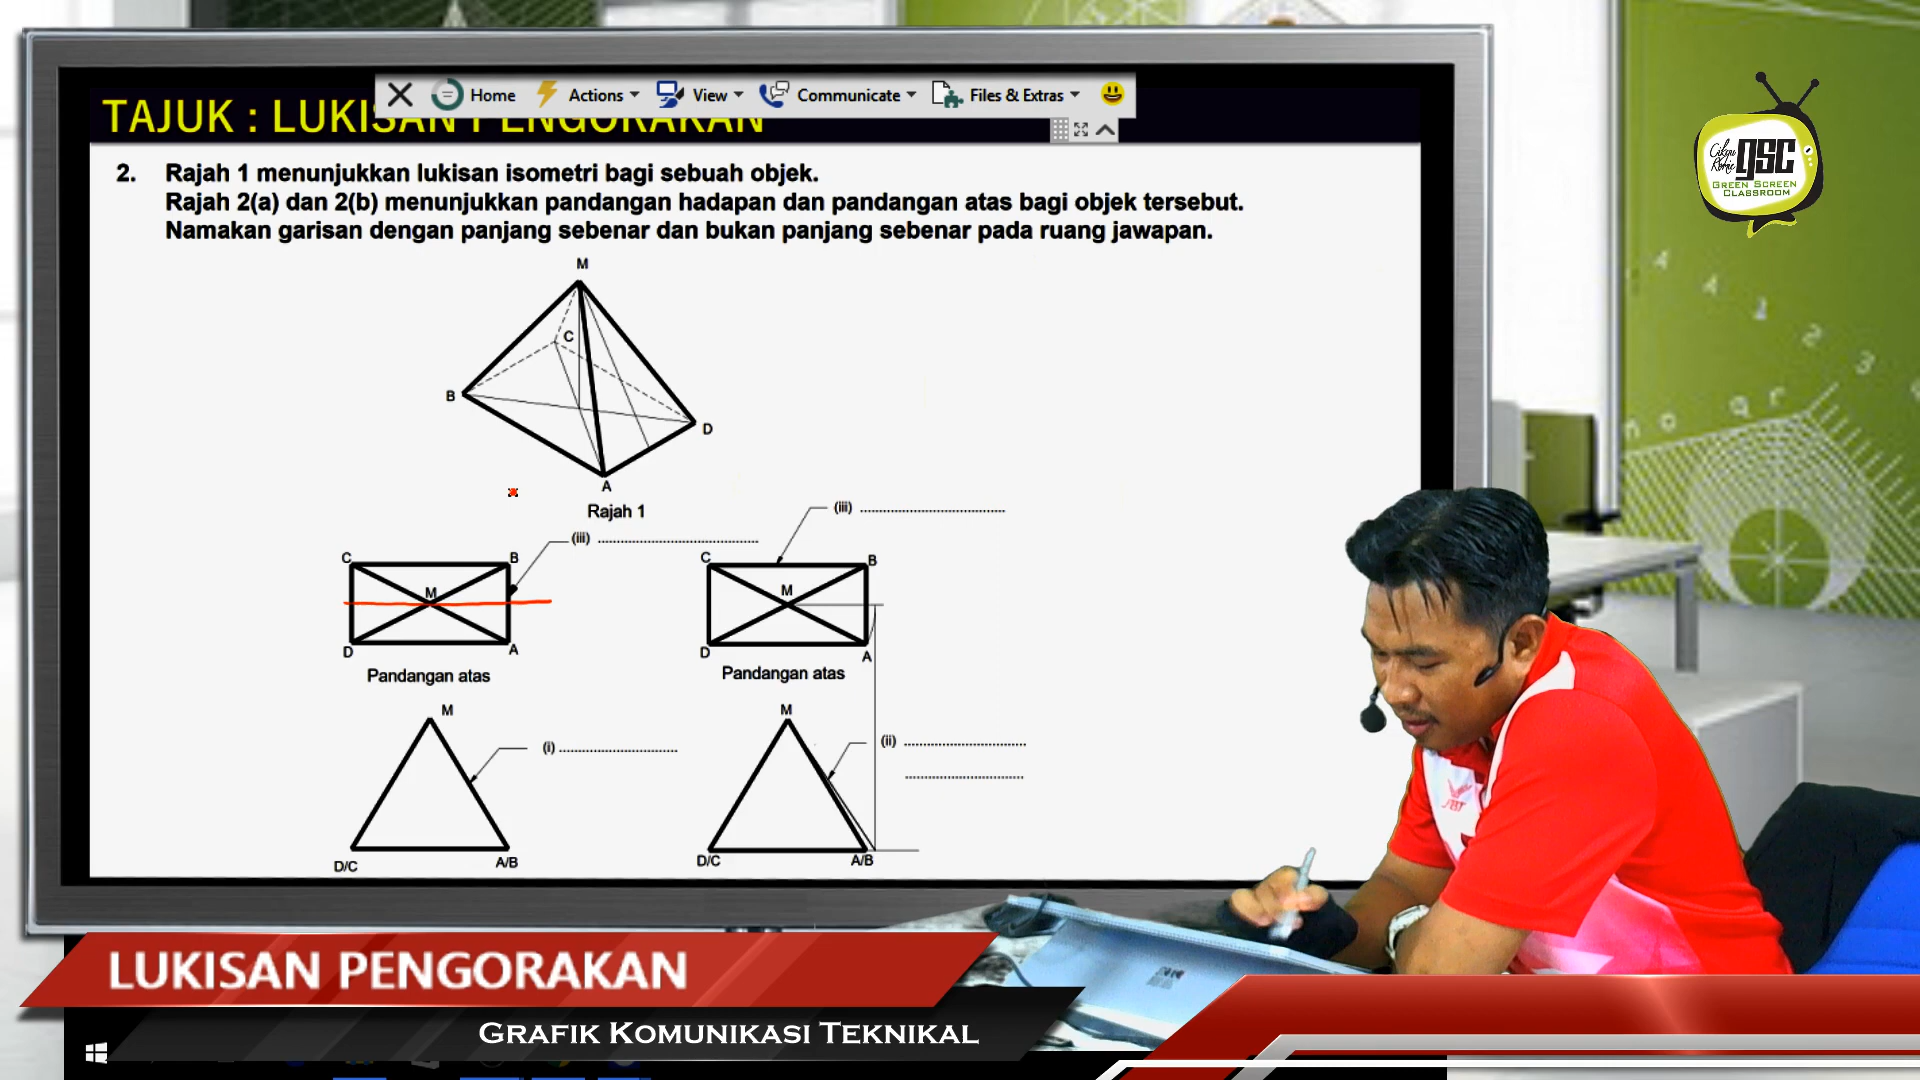 Home Actions View Communicate Files & Extras
TAJUK : LUKISAN PENGORAKAN
Cikgu
GSC
GREEN SCREEN
CLASSROOM
2. Rajah 1 menunjukkan lukisan isometri bagi sebuah objek.
Rajah 2(a) dan 2(b) menunjukkan pandangan hadapan dan pandangan atas bagi objek tersebut.
Namakan garisan dengan panjang sebenar dan bukan panjang sebenar pada ruang jawapan.
M
C
B
D
A
Rajah 1
(iii) ....................................
(iii) ........................................
C B
M
D A
Pandangan atas
C B
M
D A
Pandangan atas
M
(i) ..............................
D/C A/B
M
(ii) ...............................
..............................
D/C A/B
LUKISAN PENGORAKAN
GRAFIK KOMUNIKASI TEKNIKAL